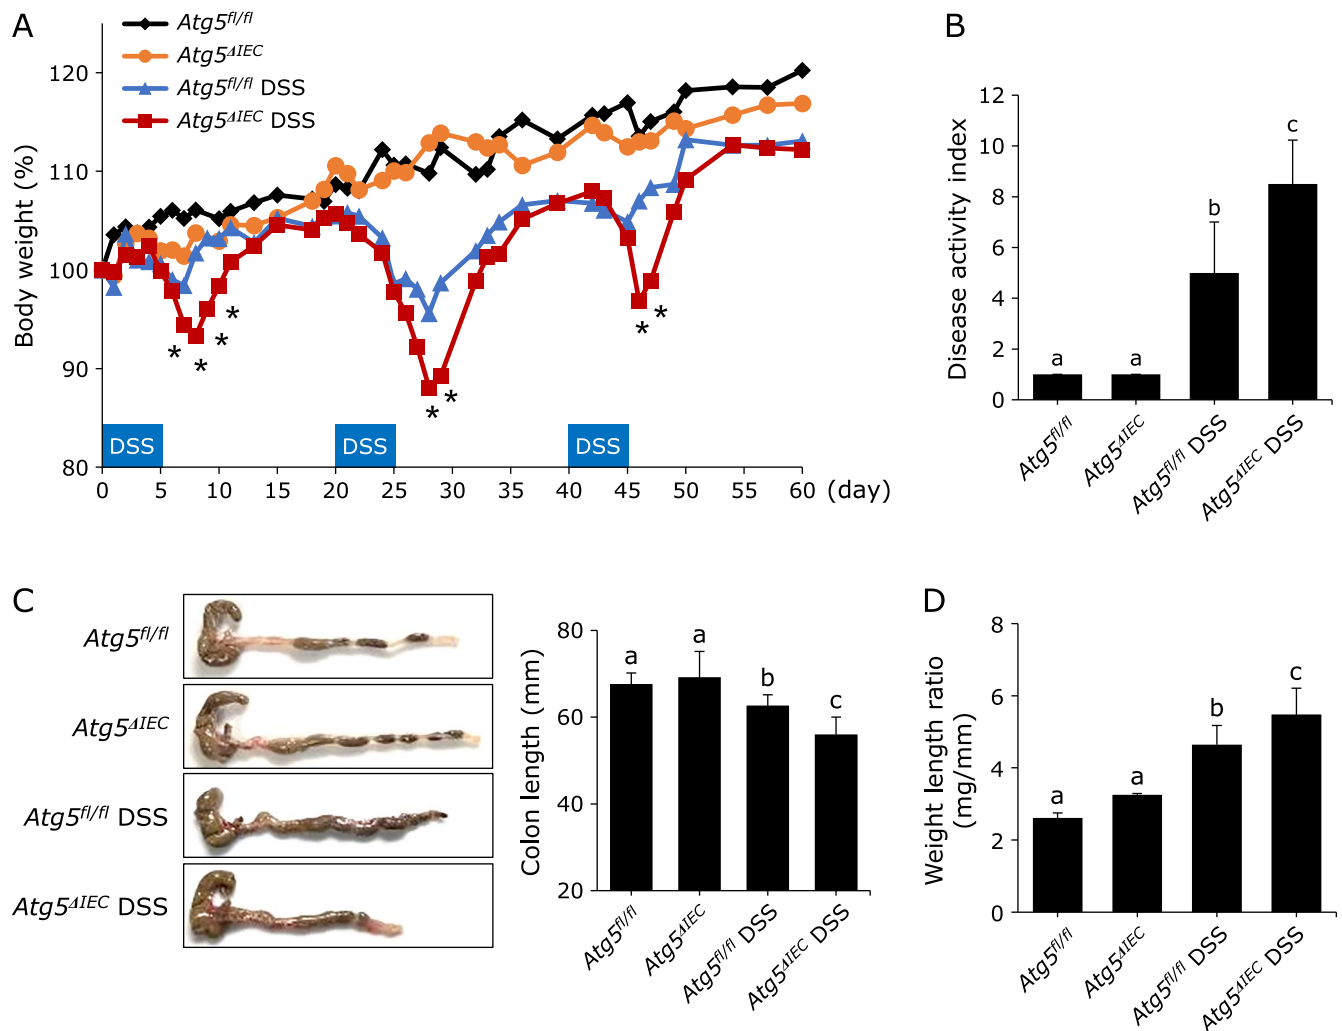 A
Atg5fl/fl
Atg5ΔIEC
Atg5fl/fl DSS
Atg5ΔIEC DSS
Body weight (%)
120
110
100
90
80
DSS DSS DSS
* * * * * * * *
0 5 10 15 20 25 30 35 40 45 50 55 60 (day)
B
Disease activity index
12
10
8
6
4
2
0
a a b c
Atg5fl/fl
Atg5ΔIEC
Atg5fl/fl DSS
Atg5ΔIEC DSS
C
Atg5fl/fl
Atg5ΔIEC
Atg5fl/fl DSS
Atg5ΔIEC DSS
Colon length (mm)
80
60
40
20
a a b c
Atg5fl/fl
Atg5ΔIEC
Atg5fl/fl DSS
Atg5ΔIEC DSS
D
Weight length ratio
(mg/mm)
8
6
4
2
0
a a b c
Atg5fl/fl
Atg5ΔIEC
Atg5fl/fl DSS
Atg5ΔIEC DSS